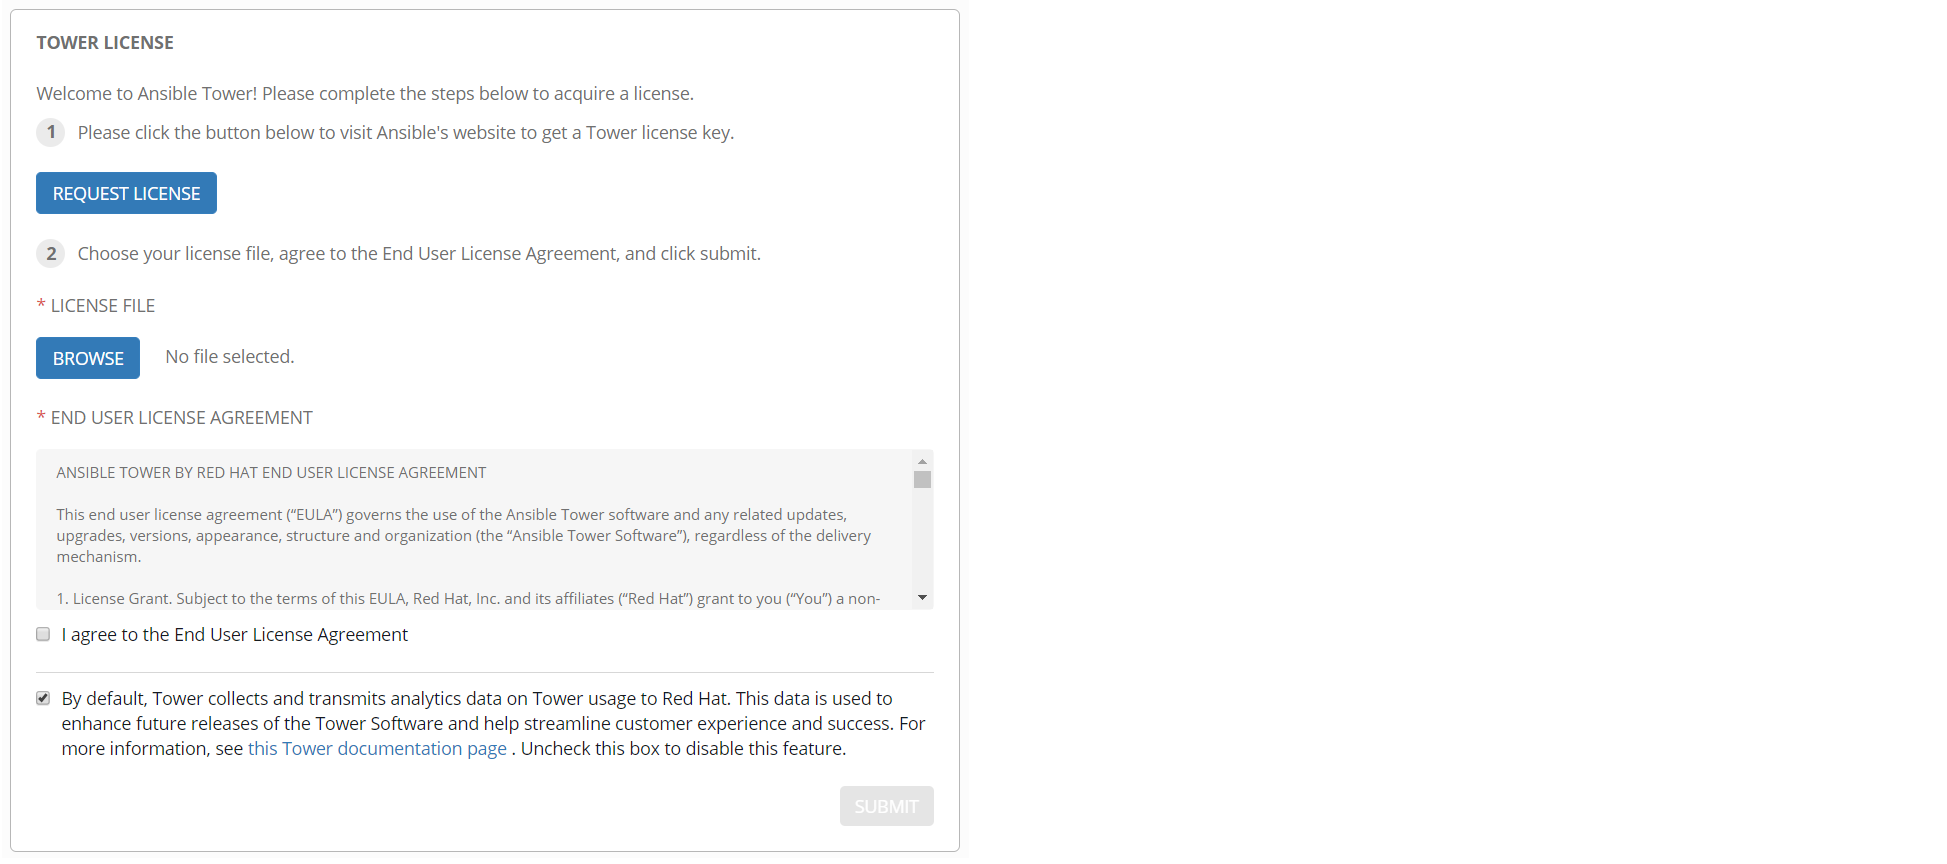 TOWER LICENSE
Welcome to Ansible Tower! Please complete the steps below to acquire a license.
1 Please click the button below to visit Ansible's website to get a Tower license key.
REQUEST LICENSE
2 Choose your license file, agree to the End User License Agreement, and click submit.
* LICENSE FILE
BROWSE No file selected.
* END USER LICENSE AGREEMENT
ANSIBLE TOWER BY RED HAT END USER LICENSE AGREEMENT
This end user license agreement (“EULA”) governs the use of the Ansible Tower software and any related updates,
upgrades, versions, appearance, structure and organization (the “Ansible Tower Software”), regardless of the delivery
mechanism.
1. License Grant. Subject to the terms of this EULA, Red Hat, Inc. and its affiliates (“Red Hat”) grant to you (“You”) a non-
I agree to the End User License Agreement
By default, Tower collects and transmits analytics data on Tower usage to Red Hat. This data is used to
enhance future releases of the Tower Software and help streamline customer experience and success. For
more information, see this Tower documentation page . Uncheck this box to disable this feature.
SUBMIT